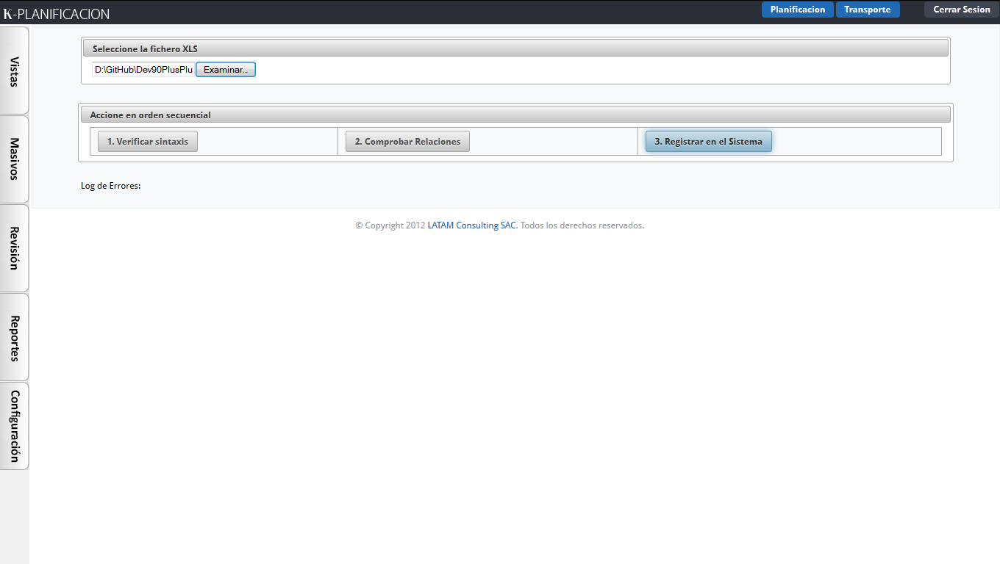 K-PLANIFICACION
Planificacion
Transporte
Cerrar Sesion
Vistas
Masivos
Revisión
Reportes
Configuración
Seleccione la fichero XLS
D:\GitHub\Dev90PlusPlu
Examinar...
Accione en orden secuencial
1. Verificar sintaxis
2. Comprobar Relaciones
3. Registrar en el Sistema
Log de Errores:
© Copyright 2012 LATAM Consulting SAC. Todos los derechos reservados.